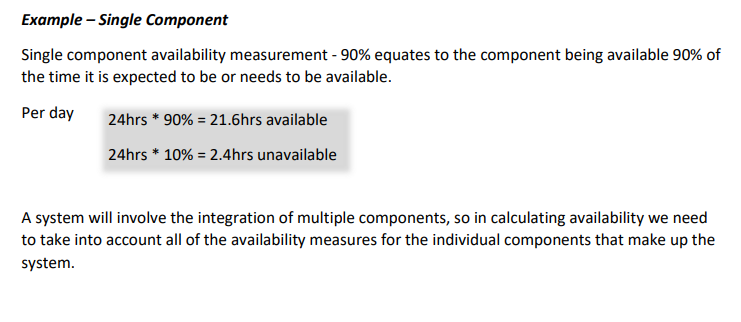 Example – Single Component
Single component availability measurement - 90% equates to the component being available 90% of
the time it is expected to be or needs to be available.
Per day
24hrs * 90% = 21.6hrs available
24hrs * 10% = 2.4hrs unavailable
A system will involve the integration of multiple components, so in calculating availability we need
to take into account all of the availability measures for the individual components that make up the
system.